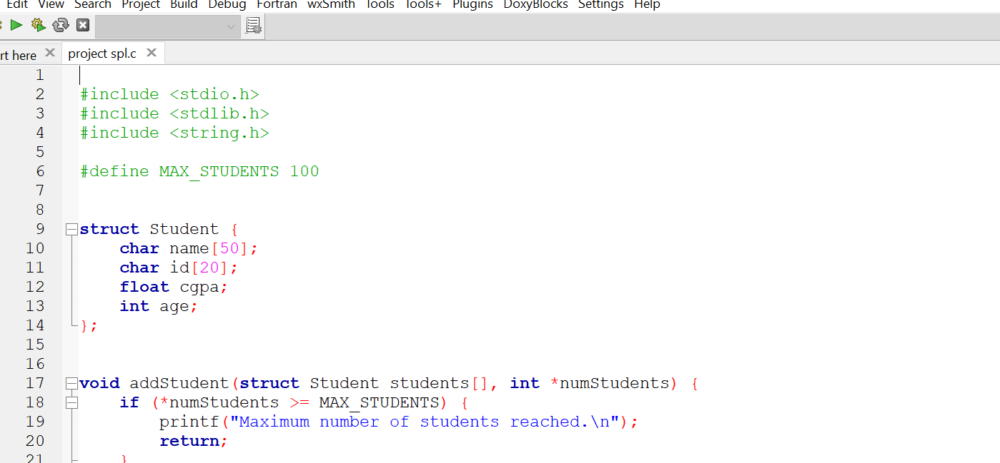 Edit View Search Project Build Debug Fortran wxSmith Tools Tools+ Plugins DoxyBlocks Settings Help
rt here project spl.c
1
2 #include <stdio.h>
3 #include <stdlib.h>
4 #include <string.h>
5
6 #define MAX_STUDENTS 100
7
8
9 struct Student {
10 char name[50];
11 char id[20];
12 float cgpa;
13 int age;
14 };
15
16
17 void addStudent(struct Student students[], int *numStudents) {
18 if (*numStudents >= MAX_STUDENTS) {
19 printf("Maximum number of students reached.\n");
20 return;
21 }